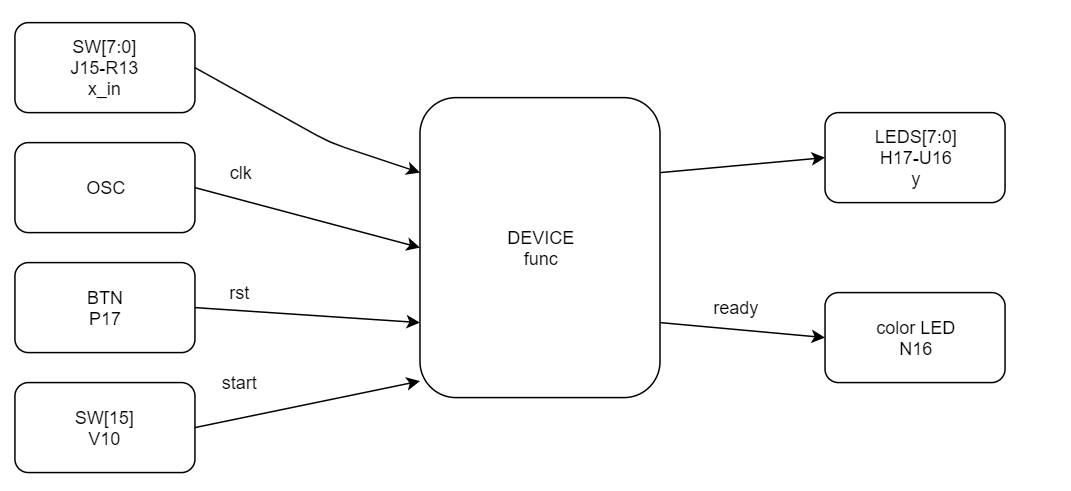 SW[7:0]
J15-R13
x_in
OSC
clk
BTN
P17
rst
SW[15]
V10
start
DEVICE
func
LEDS[7:0]
H17-U16
y
ready
color LED
N16